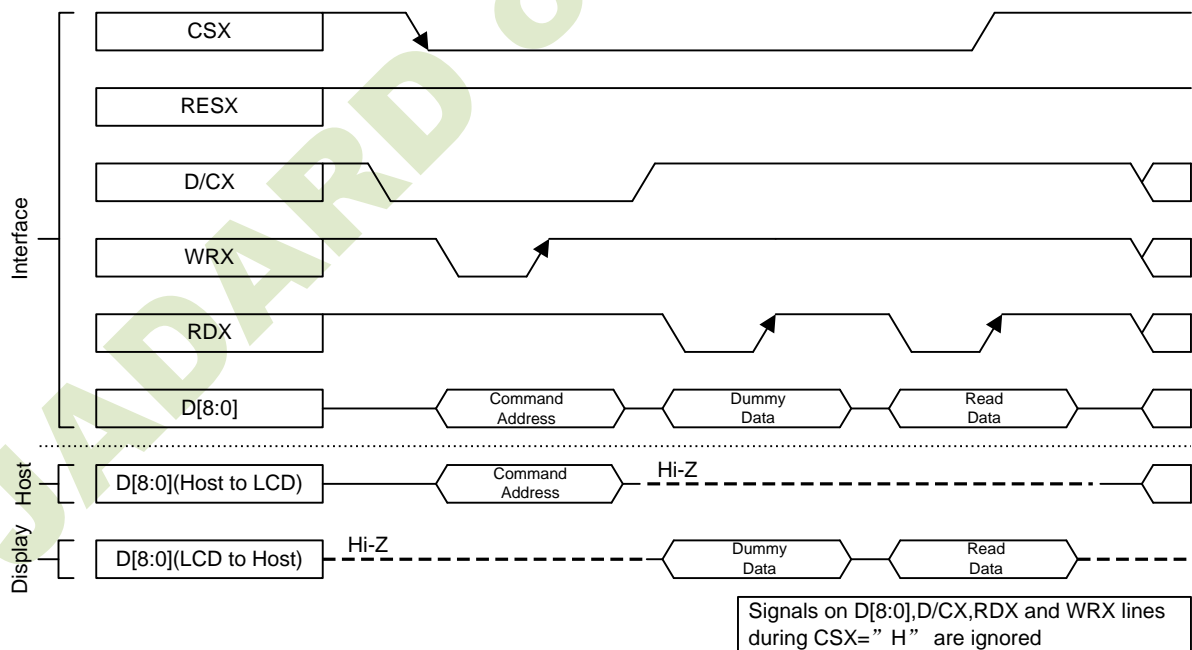 JADARD
CSX
RESX
D/CX
WRX
RDX
D[8:0]
Command
Address
Dummy
Data
Read
Data
Interface
D[8:0](Host to LCD)
Command
Address
Hi-Z
Host
D[8:0](LCD to Host)
Hi-Z
Dummy
Data
Read
Data
Display
Signals on D[8:0],D/CX,RDX and WRX lines
during CSX=” H” are ignored